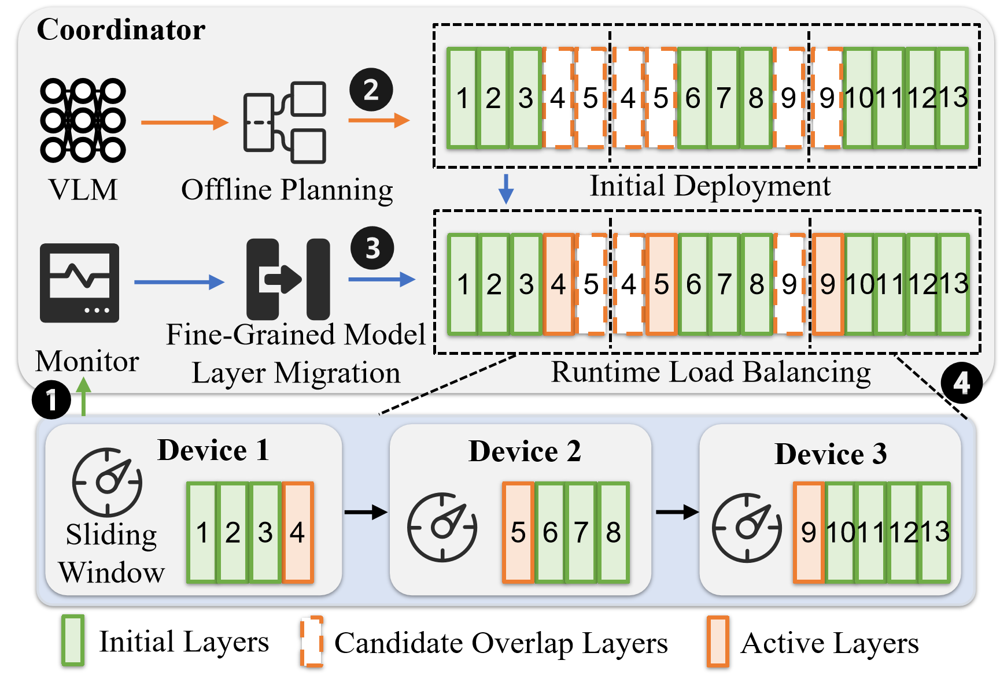 Coordinator
2
1 2 3 4 5 4 5 6 7 8 9 9 10 11 12 13
VLM
Offline Planning
Initial Deployment
3
1 2 3 4 5 4 5 6 7 8 9 9 10 11 12 13
Monitor
Fine-Grained Model
Layer Migration
Runtime Load Balancing
1
4
Device 1
Device 2
Device 3
Sliding
Window
1 2 3 4
5 6 7 8
9 10 11 12 13
Initial Layers
Candidate Overlap Layers
Active Layers